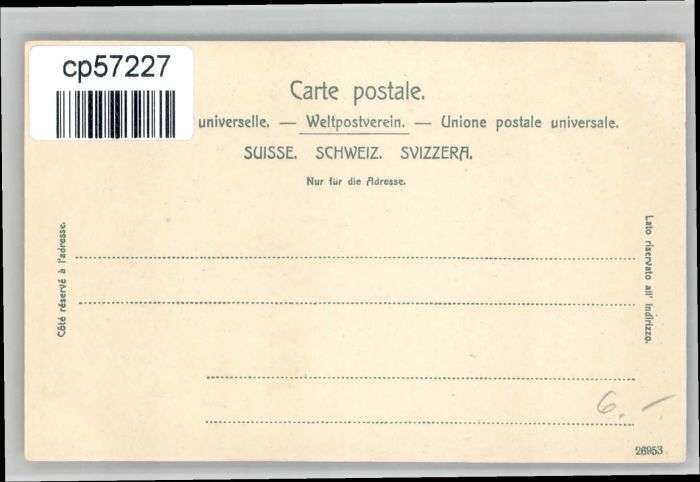 cp57227
Carte postale.
universelle. — Weltpostverein. — Unione postale universale.
SUISSE. SCHWEIZ. SVIZZERA.
Nur für die Adresse.
Côté réservé à l'adresse.
Lato riservato all' indirizzo.
6.—
26953